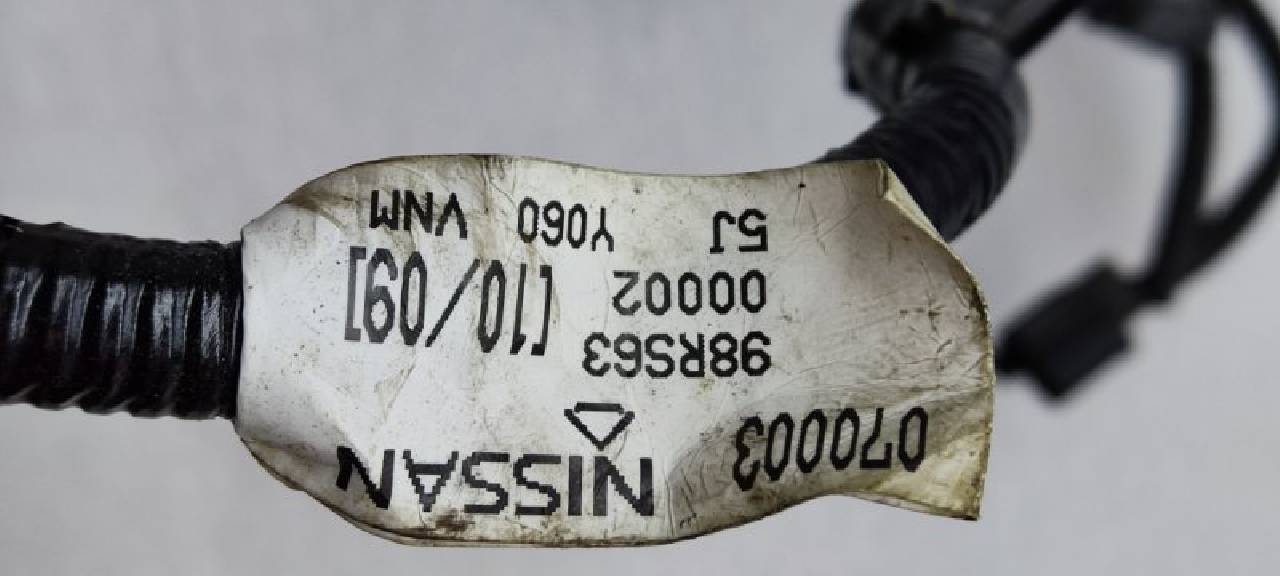 070003
NISSAN
98RS63 [10/09]
00002
5J Y060 VNM